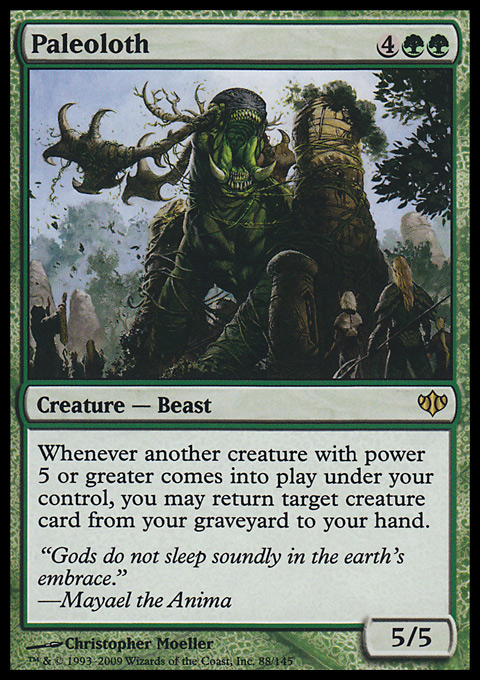 Paleoloth 4
Creature — Beast
Whenever another creature with power
5 or greater comes into play under your
control, you may return target creature
card from your graveyard to your hand.
“Gods do not sleep soundly in the earth's
embrace.”
—Mayael the Anima
5/5
Christopher Moeller
™ & © 1993–2009 Wizards of the Coast, Inc. 88/145